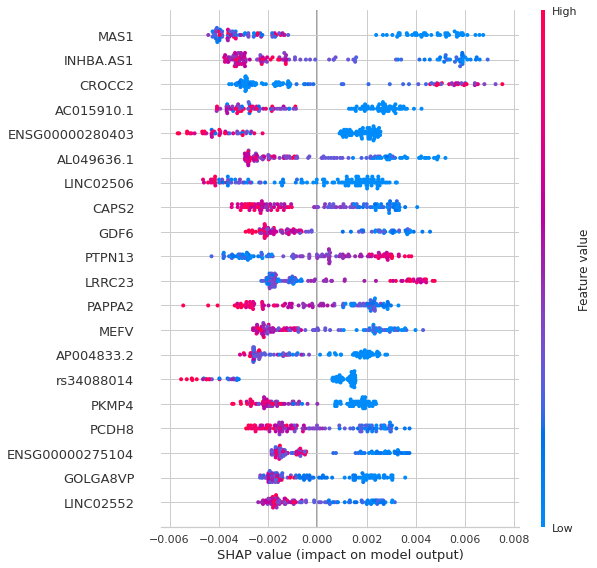 High
MAS1
INHBA.AS1
CROCC2
AC015910.1
ENSG00000280403
AL049636.1
LINC02506
CAPS2
GDF6
PTPN13
LRRC23
PAPPA2
MEFV
AP004833.2
rs34088014
PKMP4
PCDH8
ENSG00000275104
GOLGA8VP
LINC02552
Feature value
Low
−0.006 −0.004 −0.002 0.000 0.002 0.004 0.006 0.008
SHAP value (impact on model output)